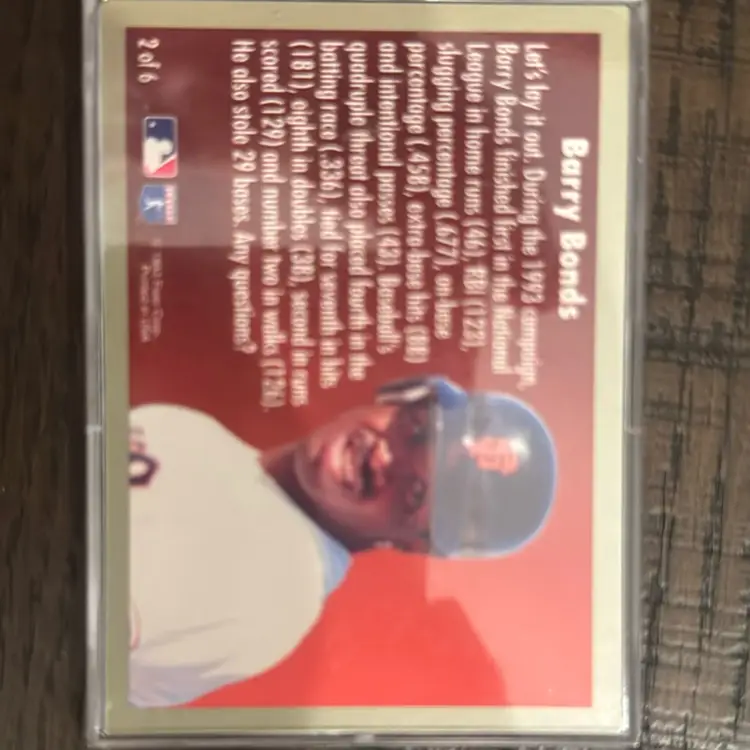 Barry Bonds
Let's lay it out. During the 1993 campaign,
Barry Bonds finished first in the National
League in home runs (46), RBI (123),
slugging percentage (.677), on-base
percentage (.458), extra base hits (88)
and intentional passes (43). Baseball's
quadruple threat also placed fourth in the
batting race (.336), tied for seventh in hits
(181), eighth in doubles (38), second in runs
scored (129) and number two in walks (126).
He also stole 29 bases. Any questions?
2 of 6
Printed in USA